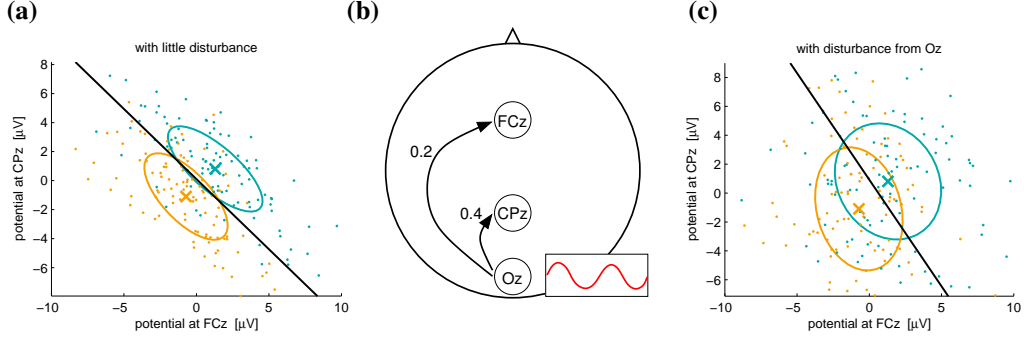 (a)
with little disturbance
potential at CPz [µV]
8
6
4
2
0
−2
−4
−6
−10
−5
0
5
10
potential at FCz [µV]
(b)
FCz
0.2
CPz
0.4
Oz
(c)
with disturbance from Oz
potential at CPz [µV]
8
6
4
2
0
−2
−4
−6
−10
−5
0
5
10
potential at FCz [µV]